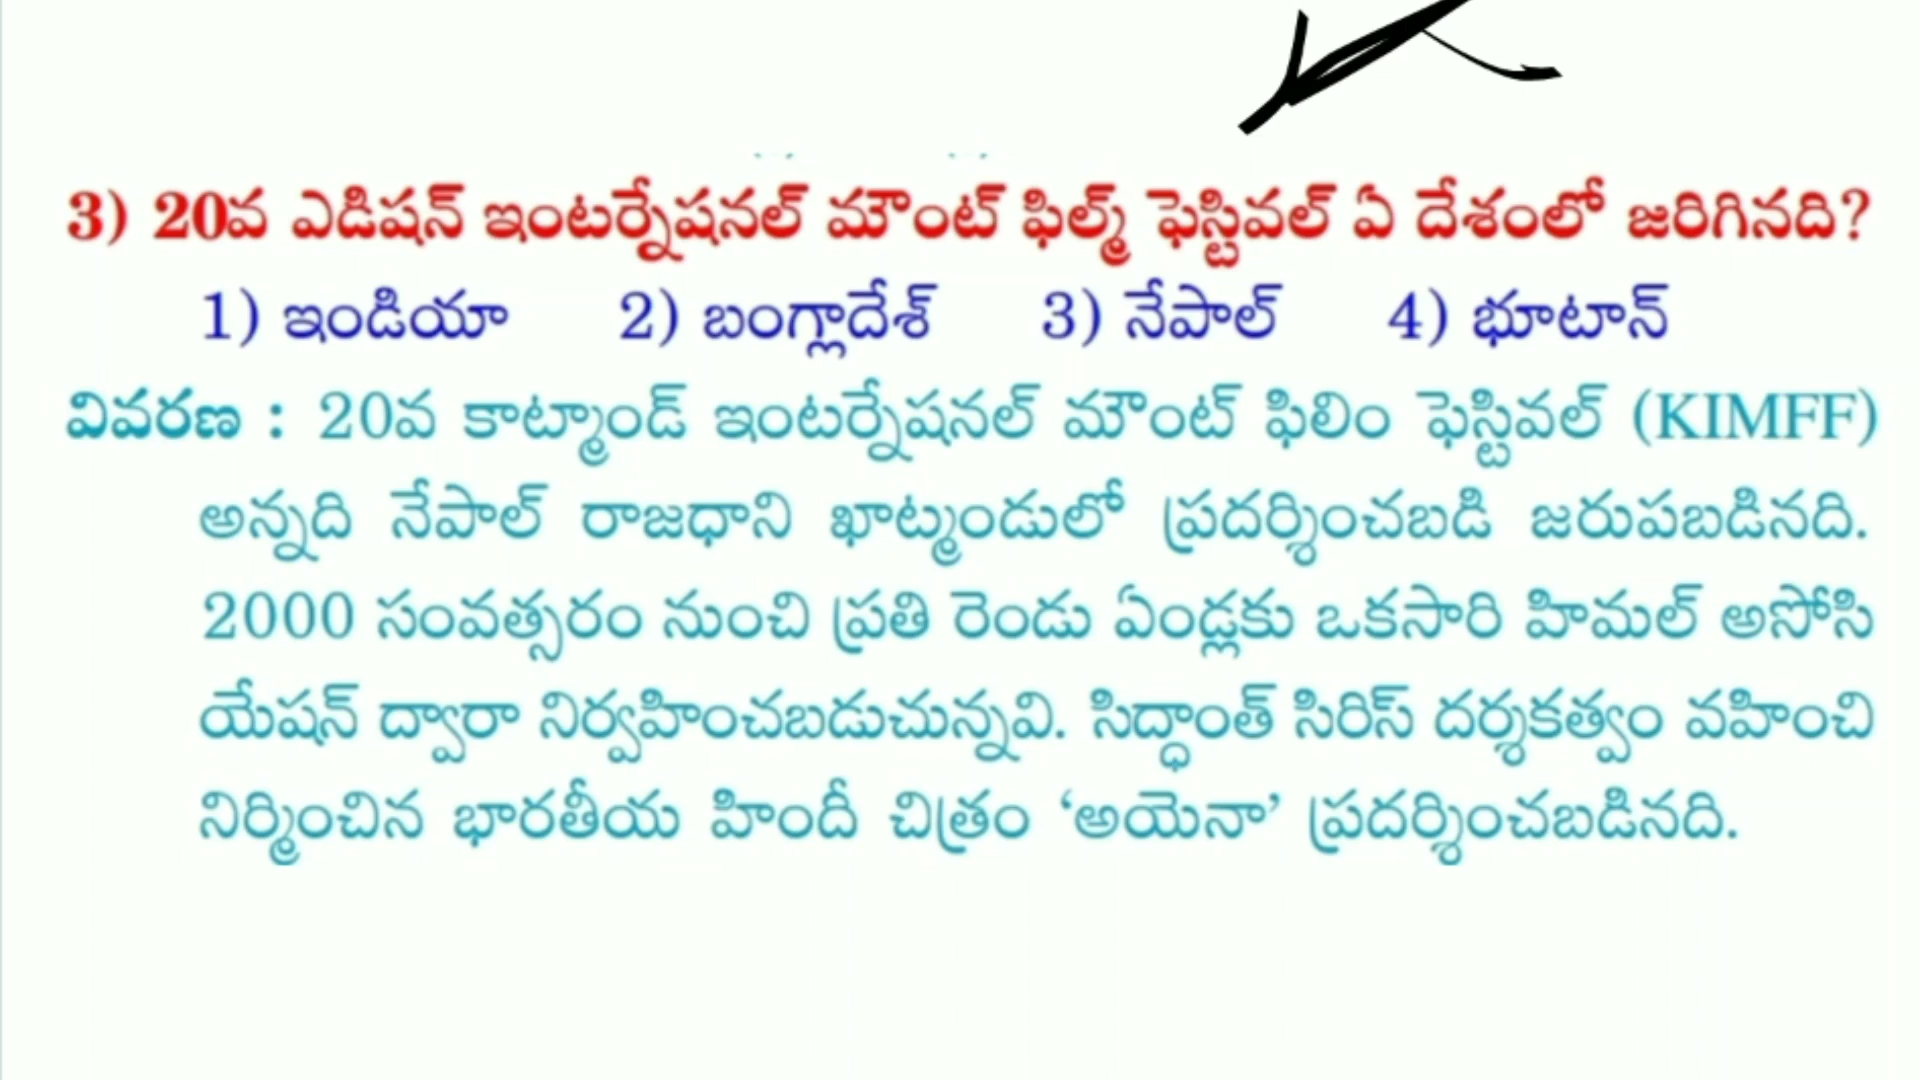 3) 20వ ఎడిషన్ ఇంటర్నేషనల్ మౌంట్ ఫిల్మ్ ఫెస్టివల్ ఏ దేశంలో జరిగినది?
1) ఇండియా 2) బంగ్లాదేశ్ 3) నేపాల్ 4) భూటాన్
వివరణ : 20వ కాట్మాండ్ ఇంటర్నేషనల్ మౌంట్ ఫిలిం ఫెస్టివల్ (KIMFF)
అన్నది నేపాల్ రాజధాని ఖాట్మండులో ప్రదర్శించబడి జరుపబడినది.
2000 సంవత్సరం నుంచి ప్రతి రెండు ఏండ్లకు ఒకసారి హిమల్ అసోసి
యేషన్ ద్వారా నిర్వహించబడుచున్నవి. సిద్ధాంత్ సిరిస్ దర్శకత్వం వహించి
నిర్మించిన భారతీయ హిందీ చిత్రం ‘అయెనా’ ప్రదర్శించబడినది.